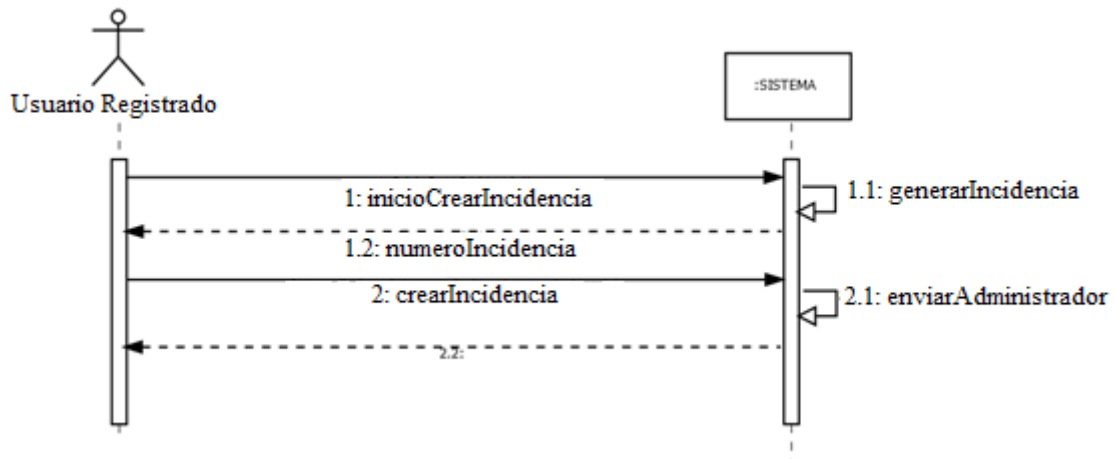 :SISTEMA
Usuario Registrado
1: inicioCrearIncidencia
1.1: generarIncidencia
1.2: numeroIncidencia
2: crearIncidencia
2.1: enviarAdministrador
2.2: